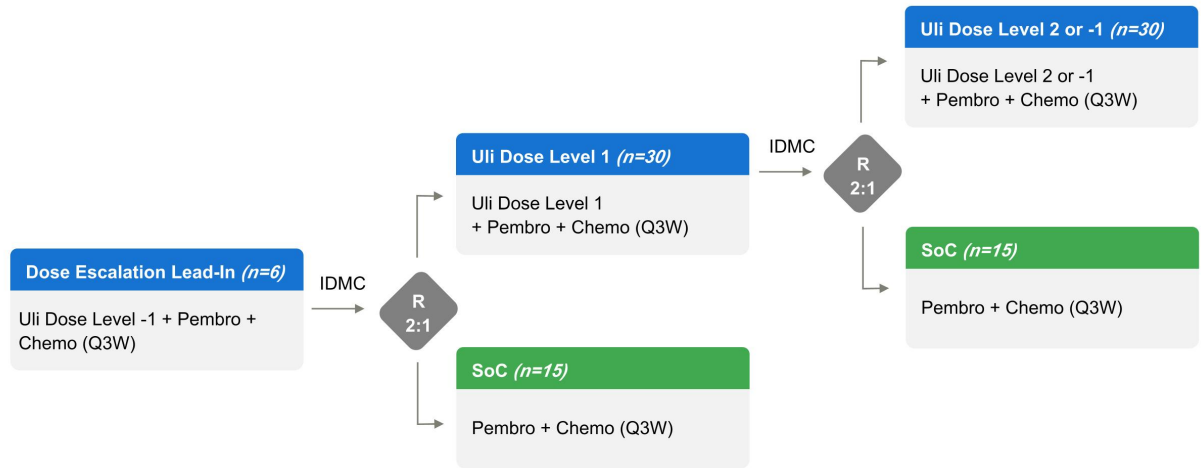 Dose Escalation Lead-In (n=6)
Uli Dose Level -1 + Pembro +
Chemo (Q3W)
IDMC
R
2:1
Uli Dose Level 1 (n=30)
Uli Dose Level 1
+ Pembro + Chemo (Q3W)
SoC (n=15)
Pembro + Chemo (Q3W)
IDMC
R
2:1
Uli Dose Level 2 or -1 (n=30)
Uli Dose Level 2 or -1
+ Pembro + Chemo (Q3W)
SoC (n=15)
Pembro + Chemo (Q3W)